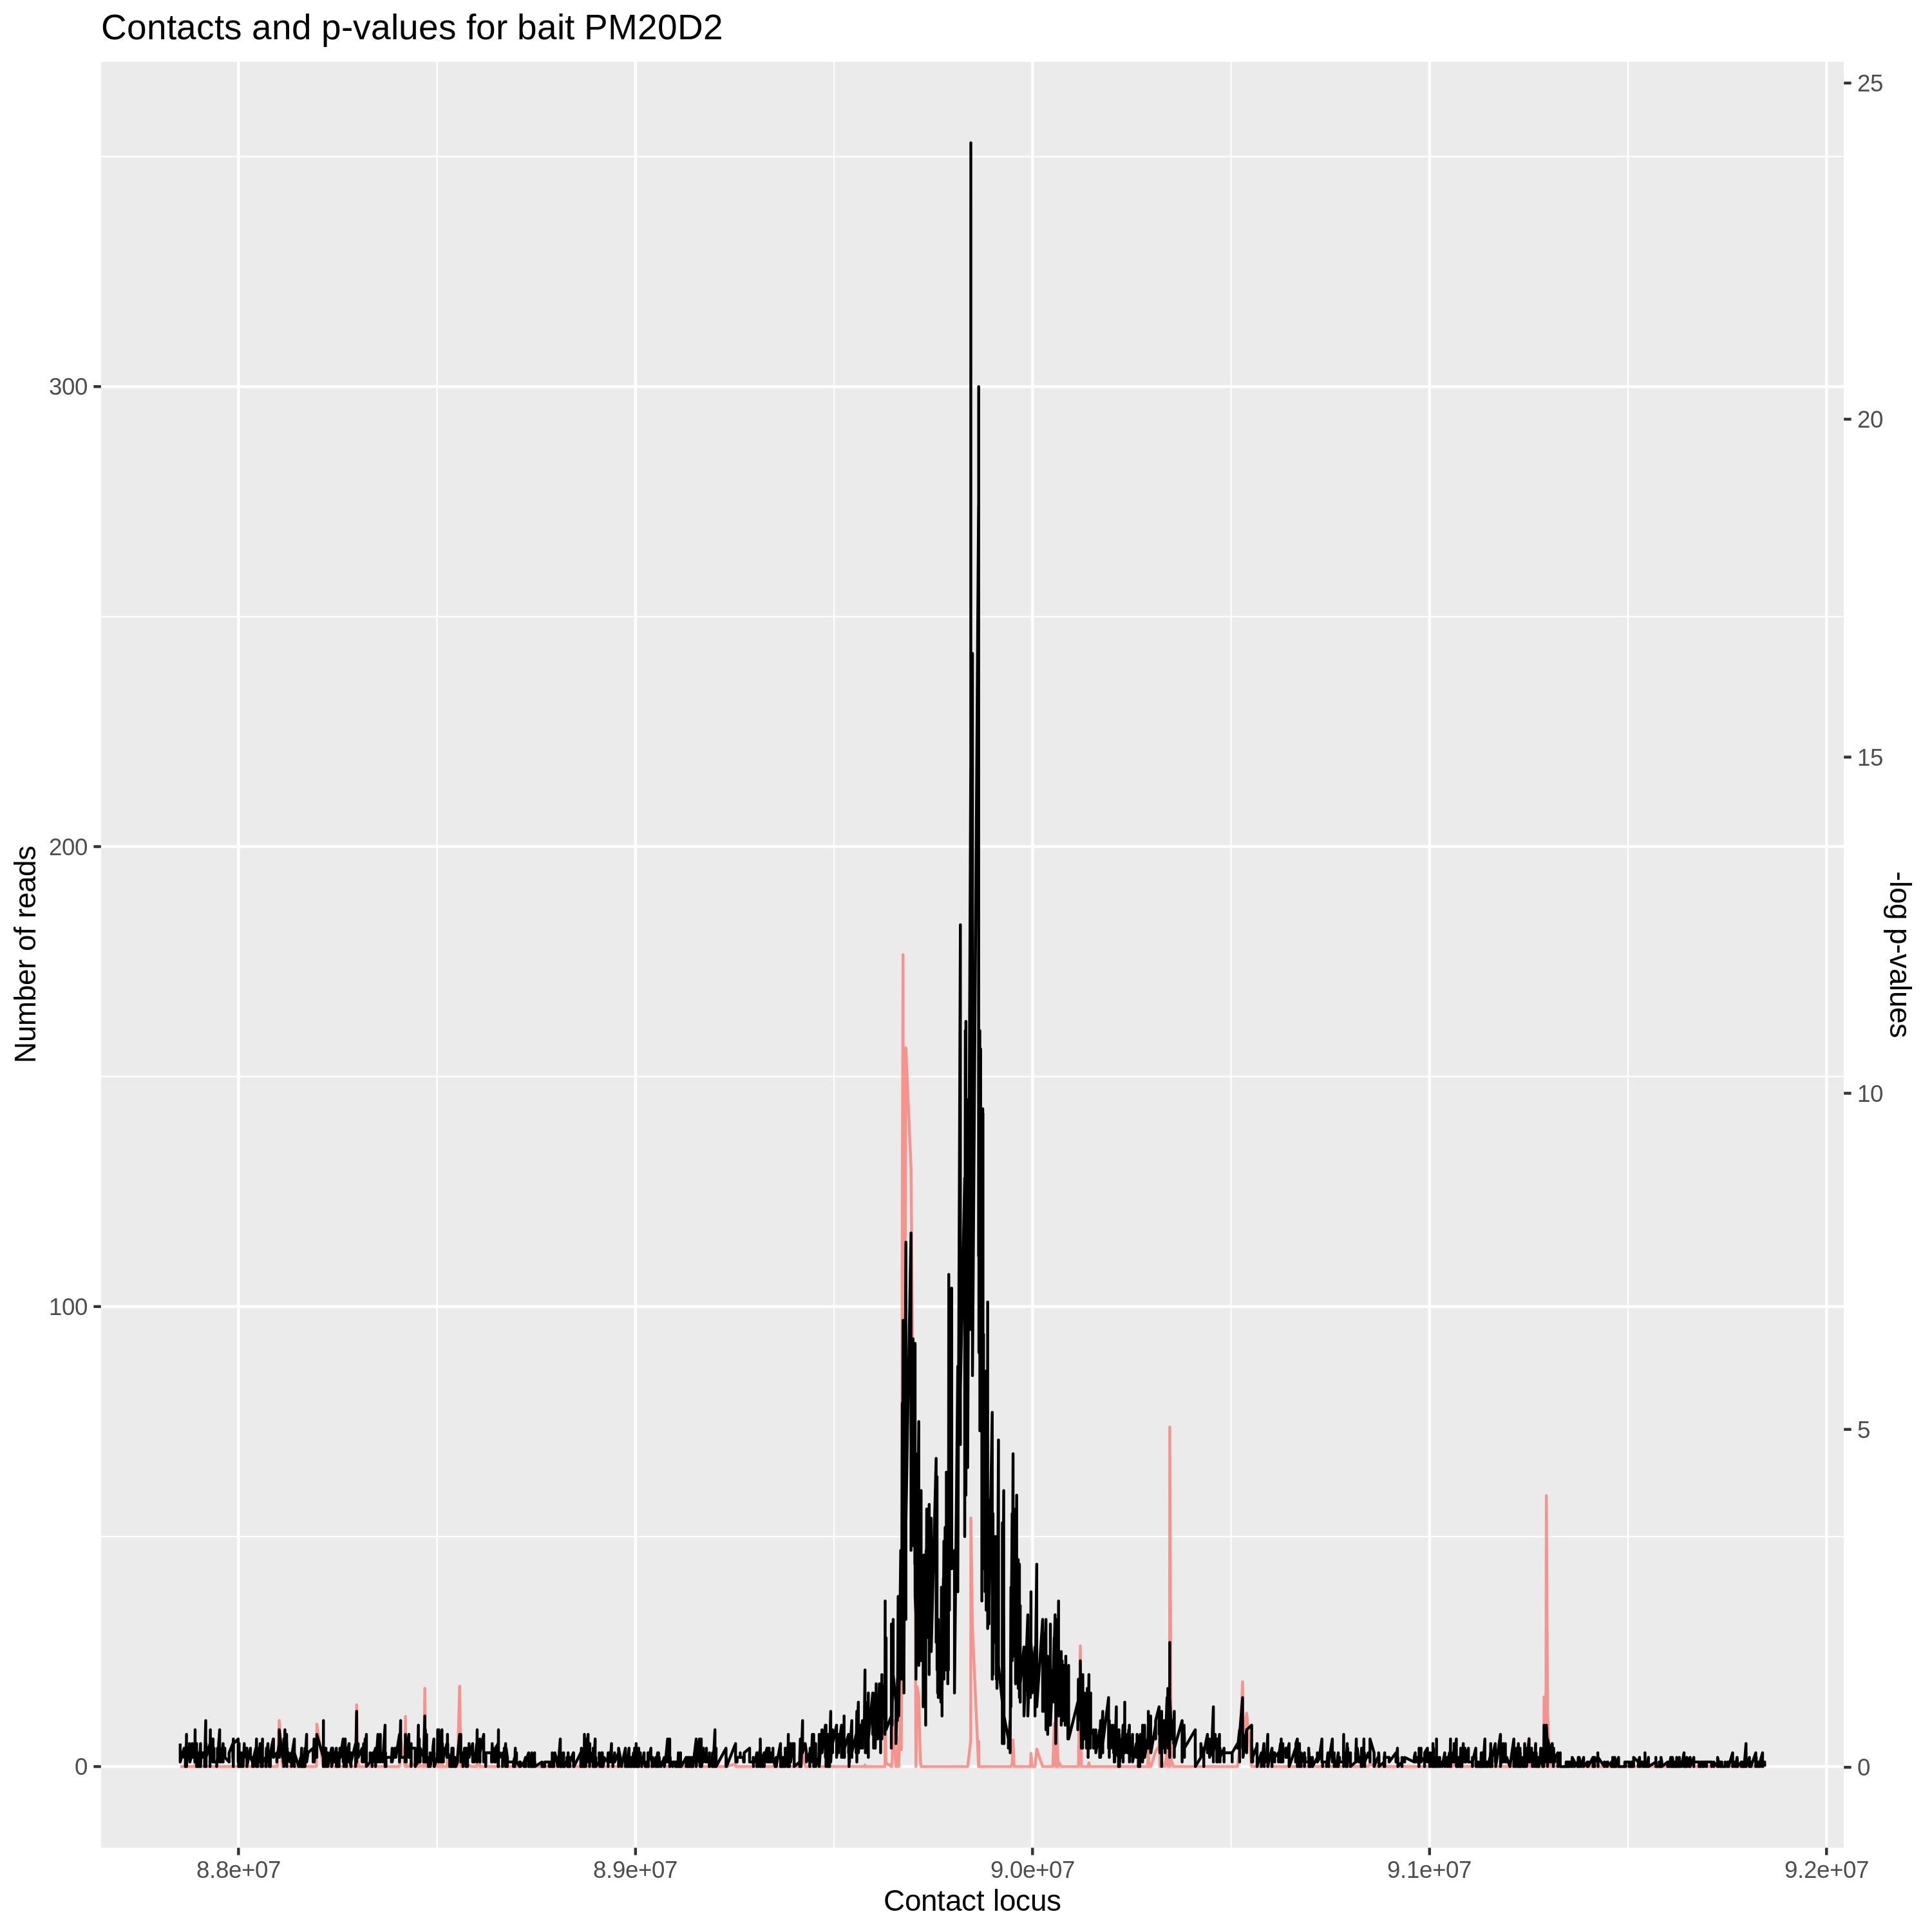 Contacts and p-values for bait PM20D2
25
20
15
10
5
0
-log p-values
300
200
100
0
Number of reads
8.8e+07 8.9e+07 9.0e+07 9.1e+07 9.2e+07
Contact locus